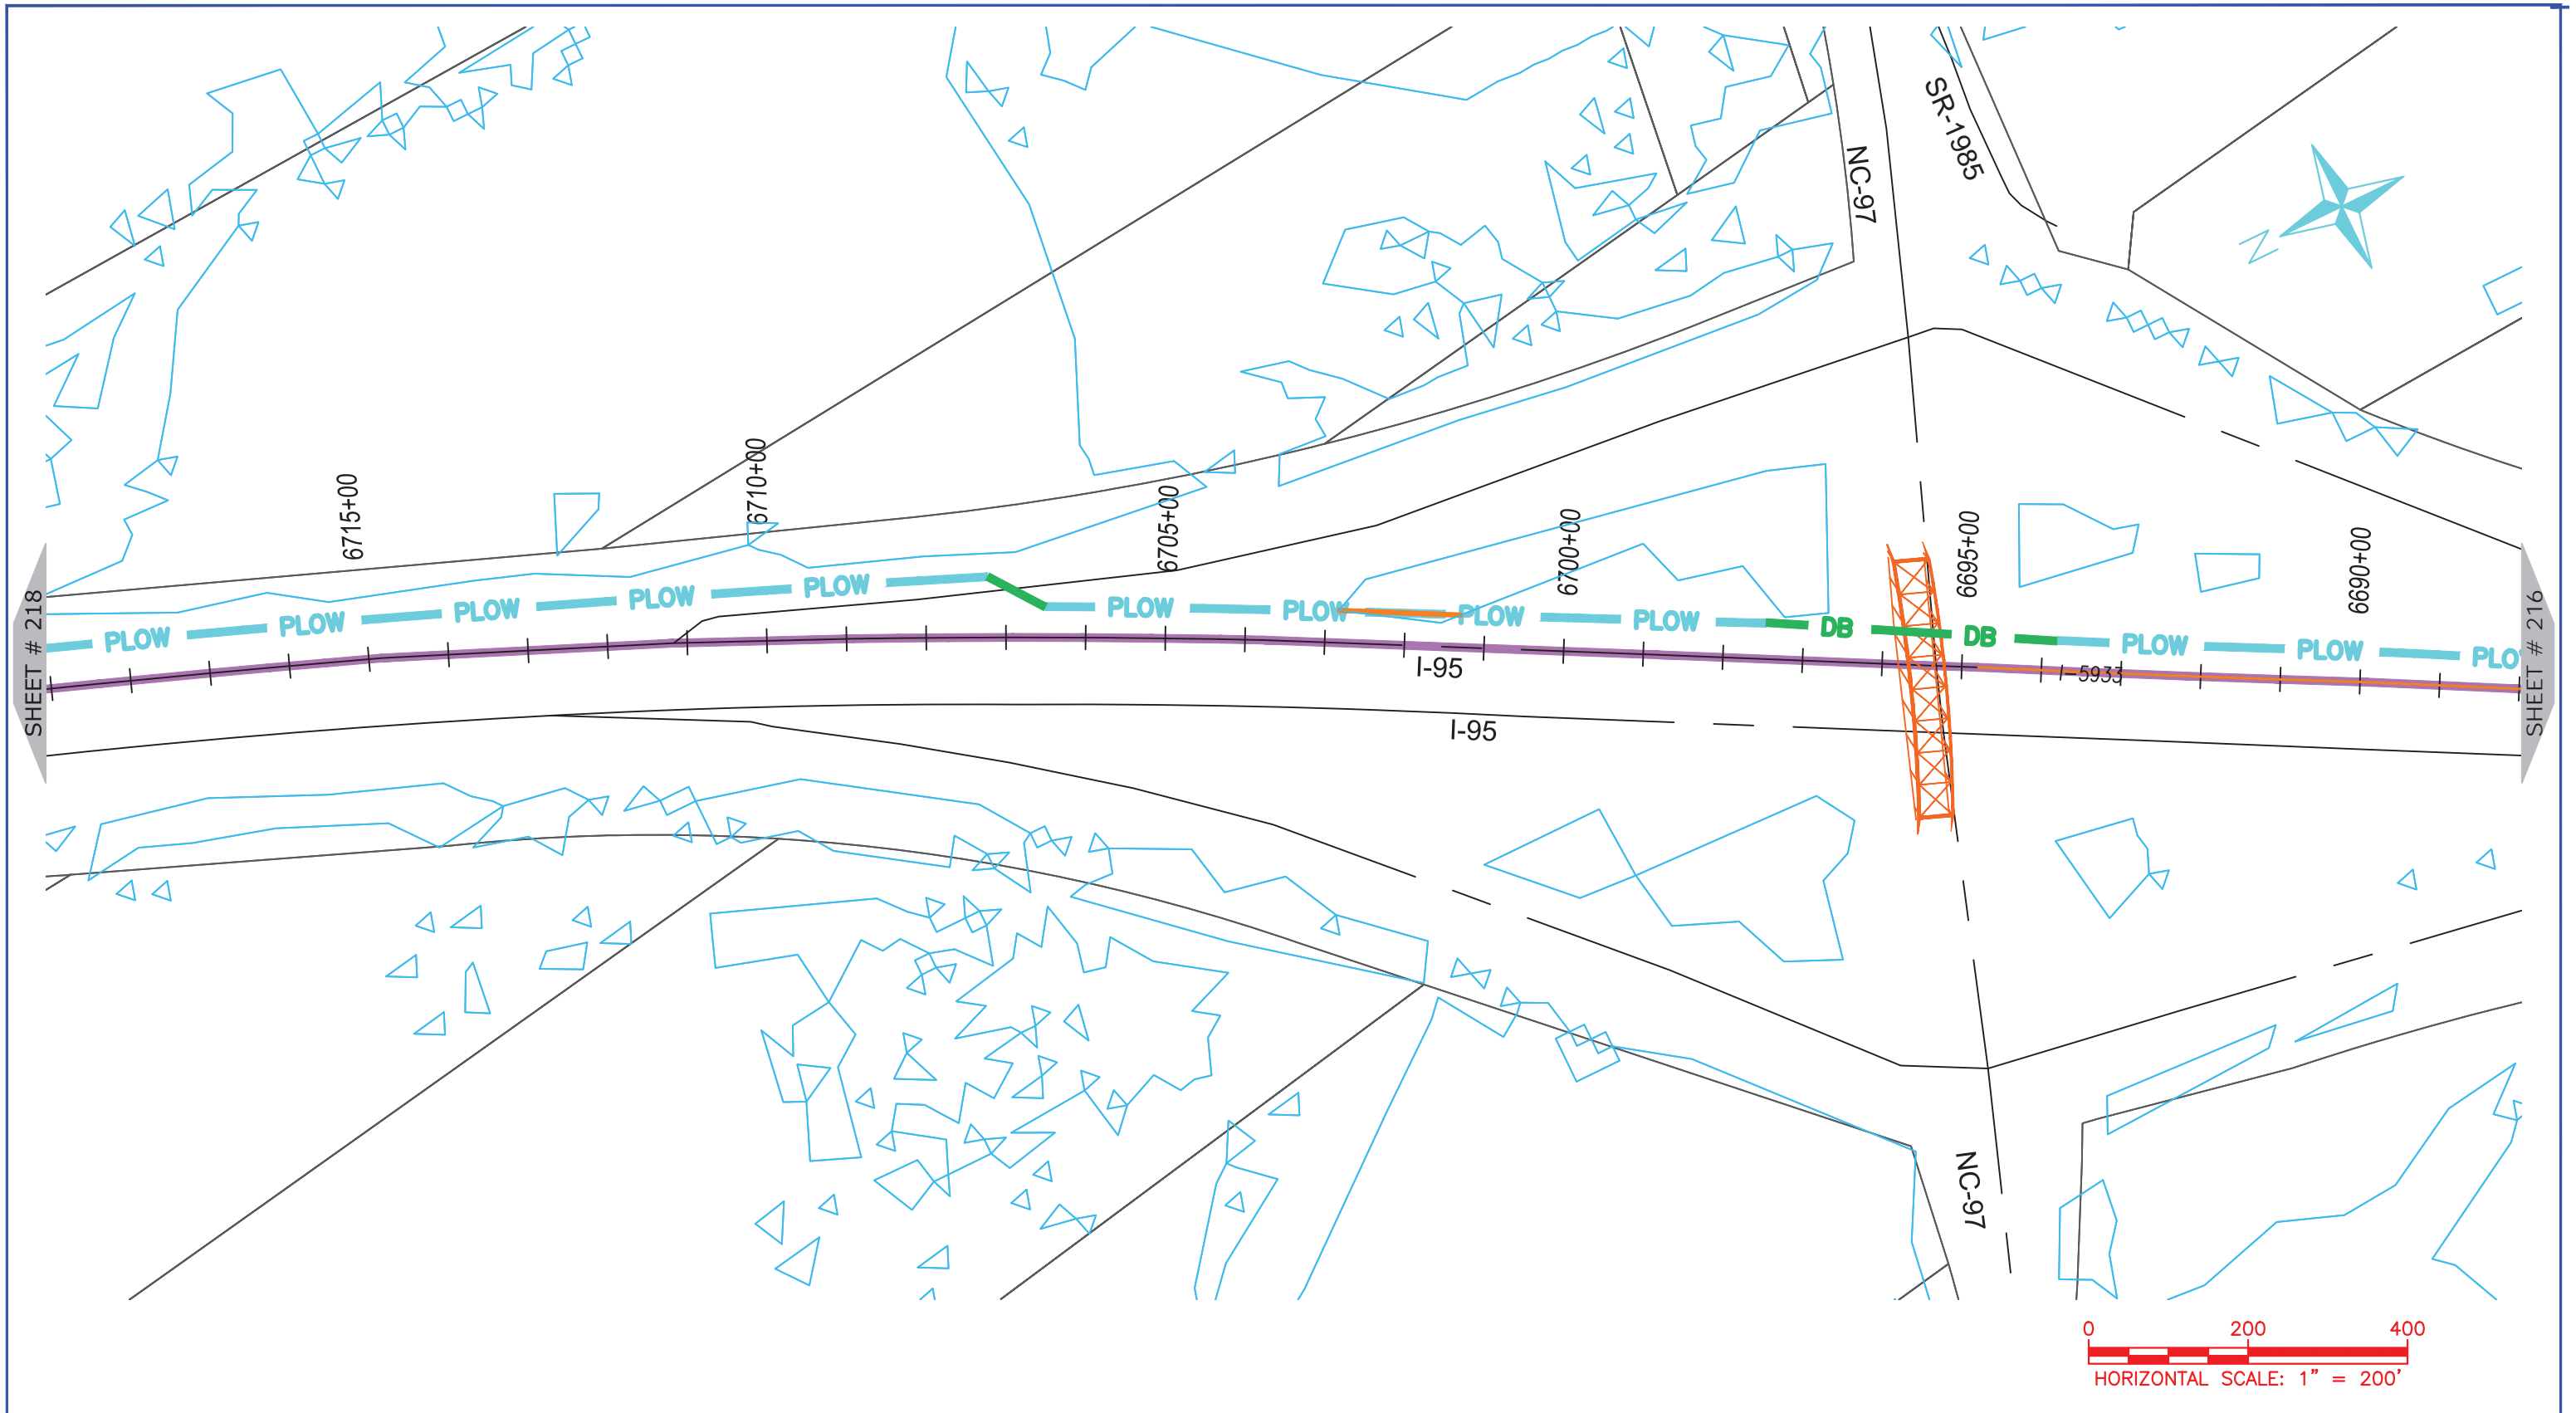 SR-1985
NC-97
N
6715+00
6710+00
6705+00
6700+00
6695+00
6690+00
SHEET # 218
SHEET # 216
PLOW PLOW PLOW PLOW PLOW PLOW PLOW PLOW PLOW DB DB PLOW PLOW PLO
I-95
I-95
NC-97
0 200 400
HORIZONTAL SCALE: 1" = 200'